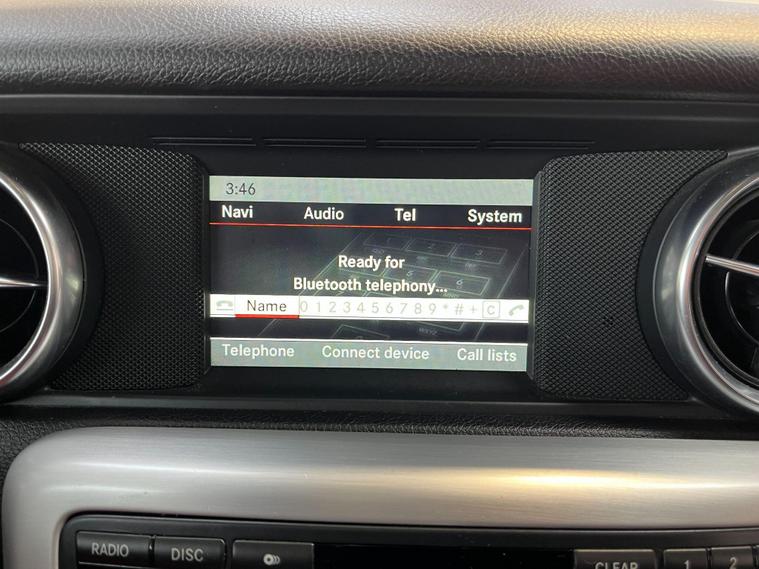 3:46
Navi Audio Tel System
Ready for
Bluetooth telephony...
Name 0 1 2 3 4 5 6 7 8 9 * # + C
Telephone Connect device Call lists
RADIO DISC CLEAR 1 2